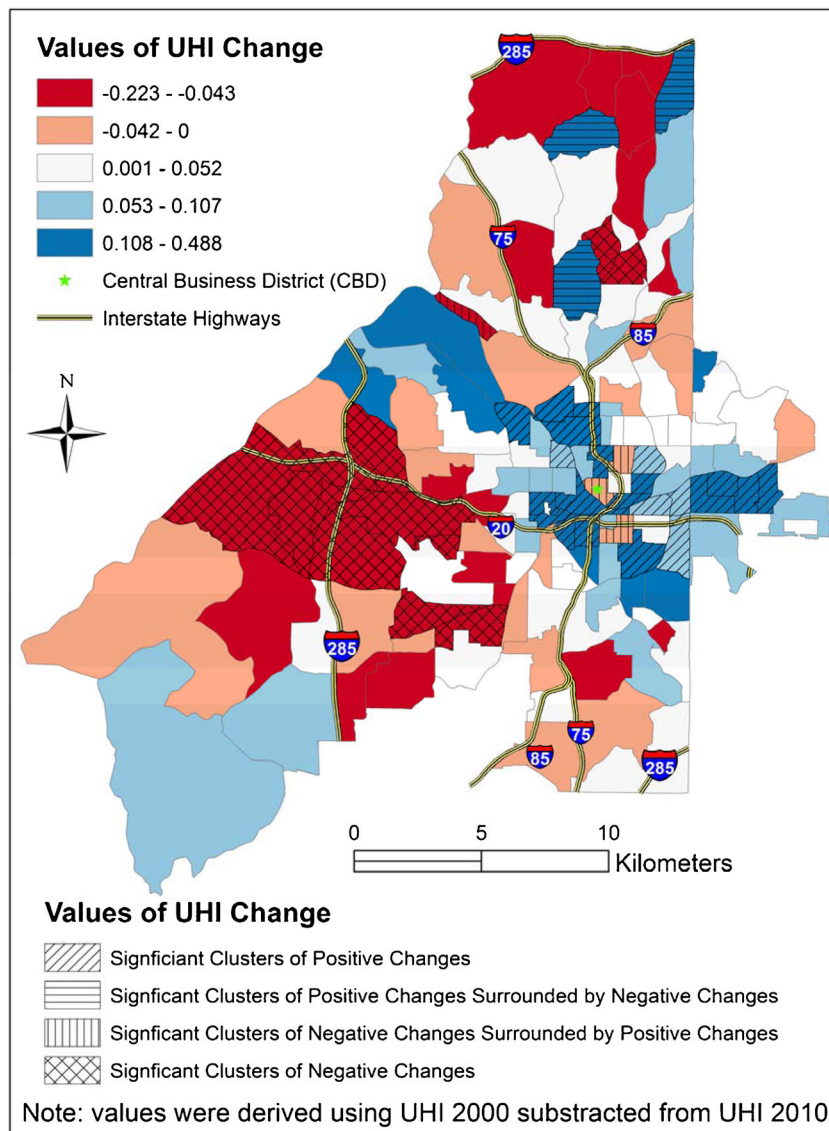 Values of UHI Change
-0.223 - -0.043
-0.042 - 0
0.001 - 0.052
0.053 - 0.107
0.108 - 0.488
Central Business District (CBD)
Interstate Highways
N
285
75
85
20
285
85
75
285
0 5 10
Kilometers
Values of UHI Change
Signficiant Clusters of Positive Changes
Signficant Clusters of Positive Changes Surrounded by Negative Changes
Signficant Clusters of Negative Changes Surrounded by Positive Changes
Signficant Clusters of Negative Changes
Note: values were derived using UHI 2000 substracted from UHI 2010